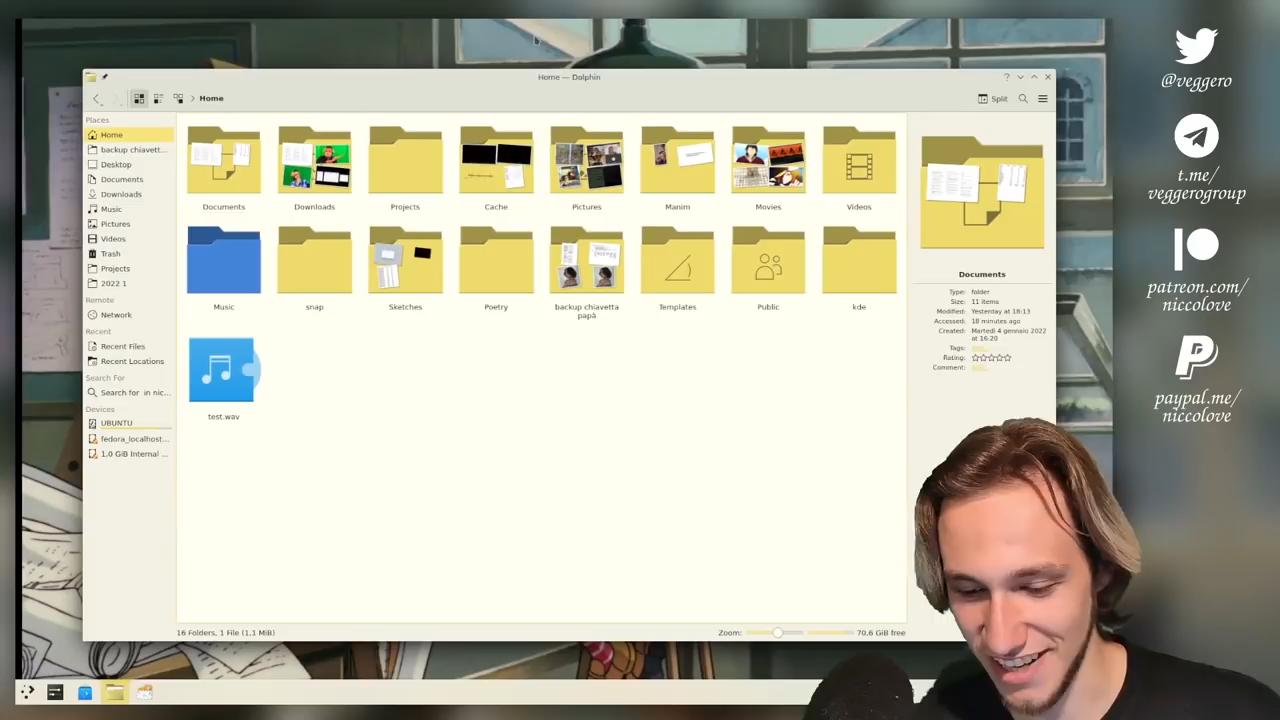 @veggero
t.me/
veggerogroup
patreon.com/
niccolove
paypal.me/
niccolove
Home — Dolphin
Home
Split
Places
Home
backup chiavett...
Desktop
Documents
Downloads
Music
Pictures
Videos
Trash
Projects
2022 1
Remote
Network
Recent
Recent Files
Recent Locations
Search For
Search for in nic...
Devices
UBUNTU
fedora_localhost...
1.0 GiB Internal ...
Documents
Downloads
Projects
Cache
Pictures
Manim
Movies
Videos
Music
snap
Sketches
Poetry
backup chiavetta
papà
Templates
Public
kde
test.wav
Documents
Type: folder
Size: 11 items
Modified: Yesterday at 18:13
Accessed: 18 minutes ago
Created: Martedì 4 gennaio 2022
at 16:20
Tags:
Rating:
Comment:
16 Folders, 1 File (1,1 MiB)
Zoom:
70,6 GiB free